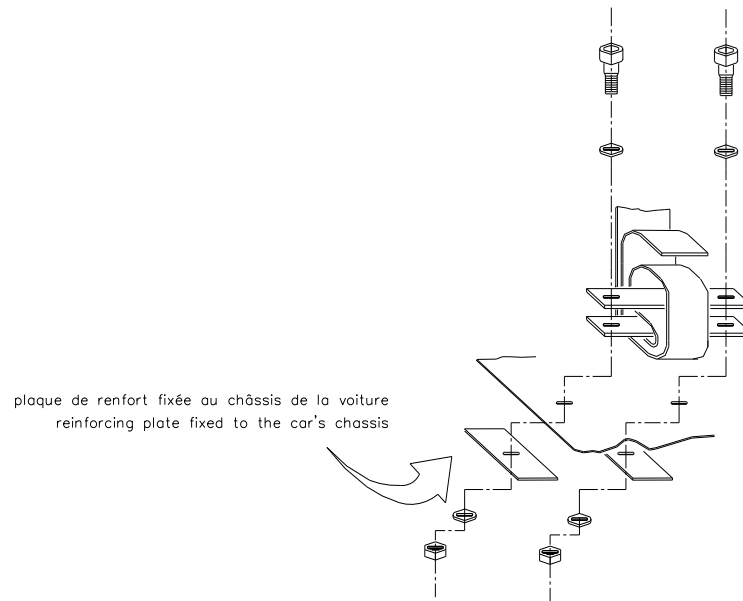 plaque de renfort fixée au châssis de la voiture
reinforcing plate fixed to the car's chassis